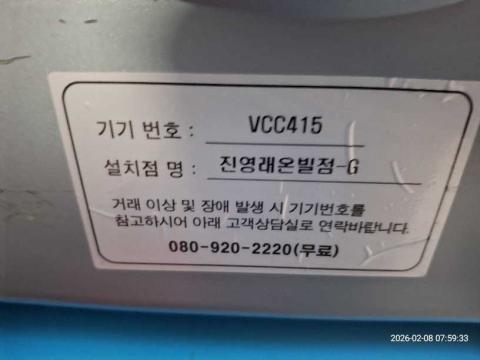 기기 번호 : VCC415
설치점 명 : 진영래온빌점-G
거래 이상 및 장애 발생 시 기기번호를
참고하시어 아래 고객상담실로 연락바랍니다.
080-920-2220(무료)
2026-02-08 07:59:33